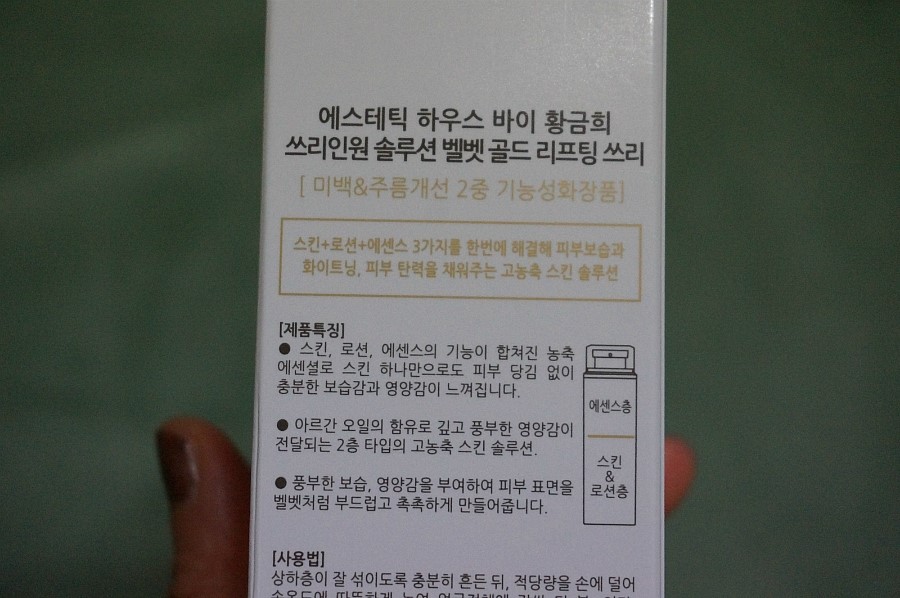 에스테틱 하우스 바이 황금희
쓰리인원 솔루션 벨벳 골드 리프팅 쓰리
[ 미백&주름개선 2중 기능성화장품]
스킨+로션+에센스 3가지를 한번에 해결해 피부보습과
화이트닝, 피부 탄력을 채워주는 고농축 스킨 솔루션
[제품특징]
● 스킨, 로션, 에센스의 기능이 합쳐진 농축
에센셜로 스킨 하나만으로도 피부 당김 없이
충분한 보습감과 영양감이 느껴집니다.
● 아르간 오일의 함유로 깊고 풍부한 영양감이
전달되는 2층 타입의 고농축 스킨 솔루션.
● 풍부한 보습, 영양감을 부여하여 피부 표면을
벨벳처럼 부드럽고 촉촉하게 만들어줍니다.
에센스층
스킨
&
로션층
[사용법]
상하층이 잘 섞이도록 충분히 흔든 뒤, 적당량을 손에 덜어